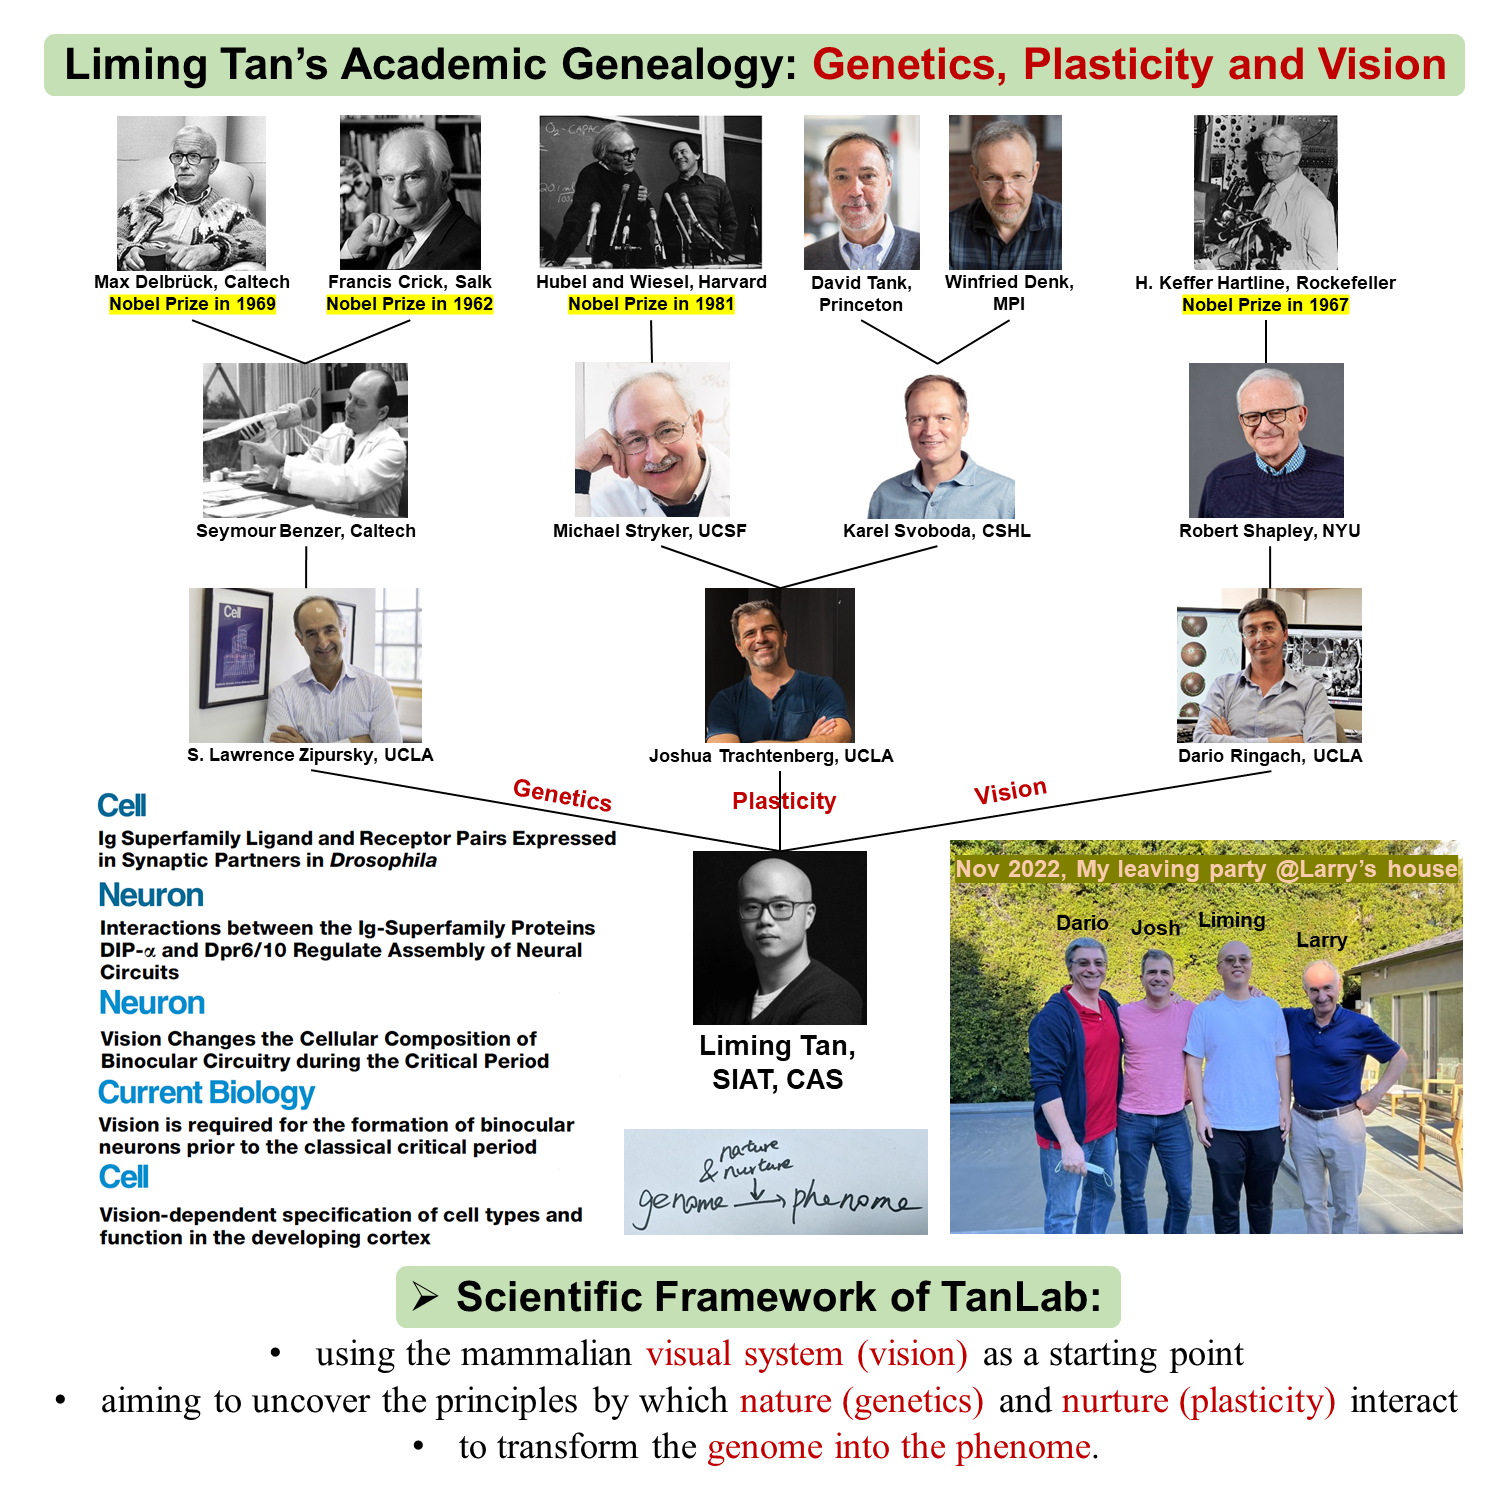 Liming Tan’s Academic Genealogy: Genetics, Plasticity and Vision
Max Delbrück, Caltech
Nobel Prize in 1969
Francis Crick, Salk
Nobel Prize in 1962
O₂-CAPAC
Hubel and Wiesel, Harvard
Nobel Prize in 1981
David Tank,
Princeton
Winfried Denk,
MPI
H. Keffer Hartline, Rockefeller
Nobel Prize in 1967
Seymour Benzer, Caltech
Michael Stryker, UCSF
Karel Svoboda, CSHL
Robert Shapley, NYU
Cell
S. Lawrence Zipursky, UCLA
Joshua Trachtenberg, UCLA
Dario Ringach, UCLA
Genetics
Plasticity
Vision
Cell
Ig Superfamily Ligand and Receptor Pairs Expressed
in Synaptic Partners in Drosophila
Neuron
Interactions between the Ig-Superfamily Proteins
DIP-α and Dpr6/10 Regulate Assembly of Neural
Circuits
Neuron
Vision Changes the Cellular Composition of
Binocular Circuitry during the Critical Period
Current Biology
Vision is required for the formation of binocular
neurons prior to the classical critical period
Cell
Vision-dependent specification of cell types and
function in the developing cortex
Liming Tan,
SIAT, CAS
nature
& nurture
genome → phenome
Nov 2022, My leaving party @Larry’s house
Dario
Josh
Liming
Larry
➢ Scientific Framework of TanLab:
• using the mammalian visual system (vision) as a starting point
• aiming to uncover the principles by which nature (genetics) and nurture (plasticity) interact
• to transform the genome into the phenome.